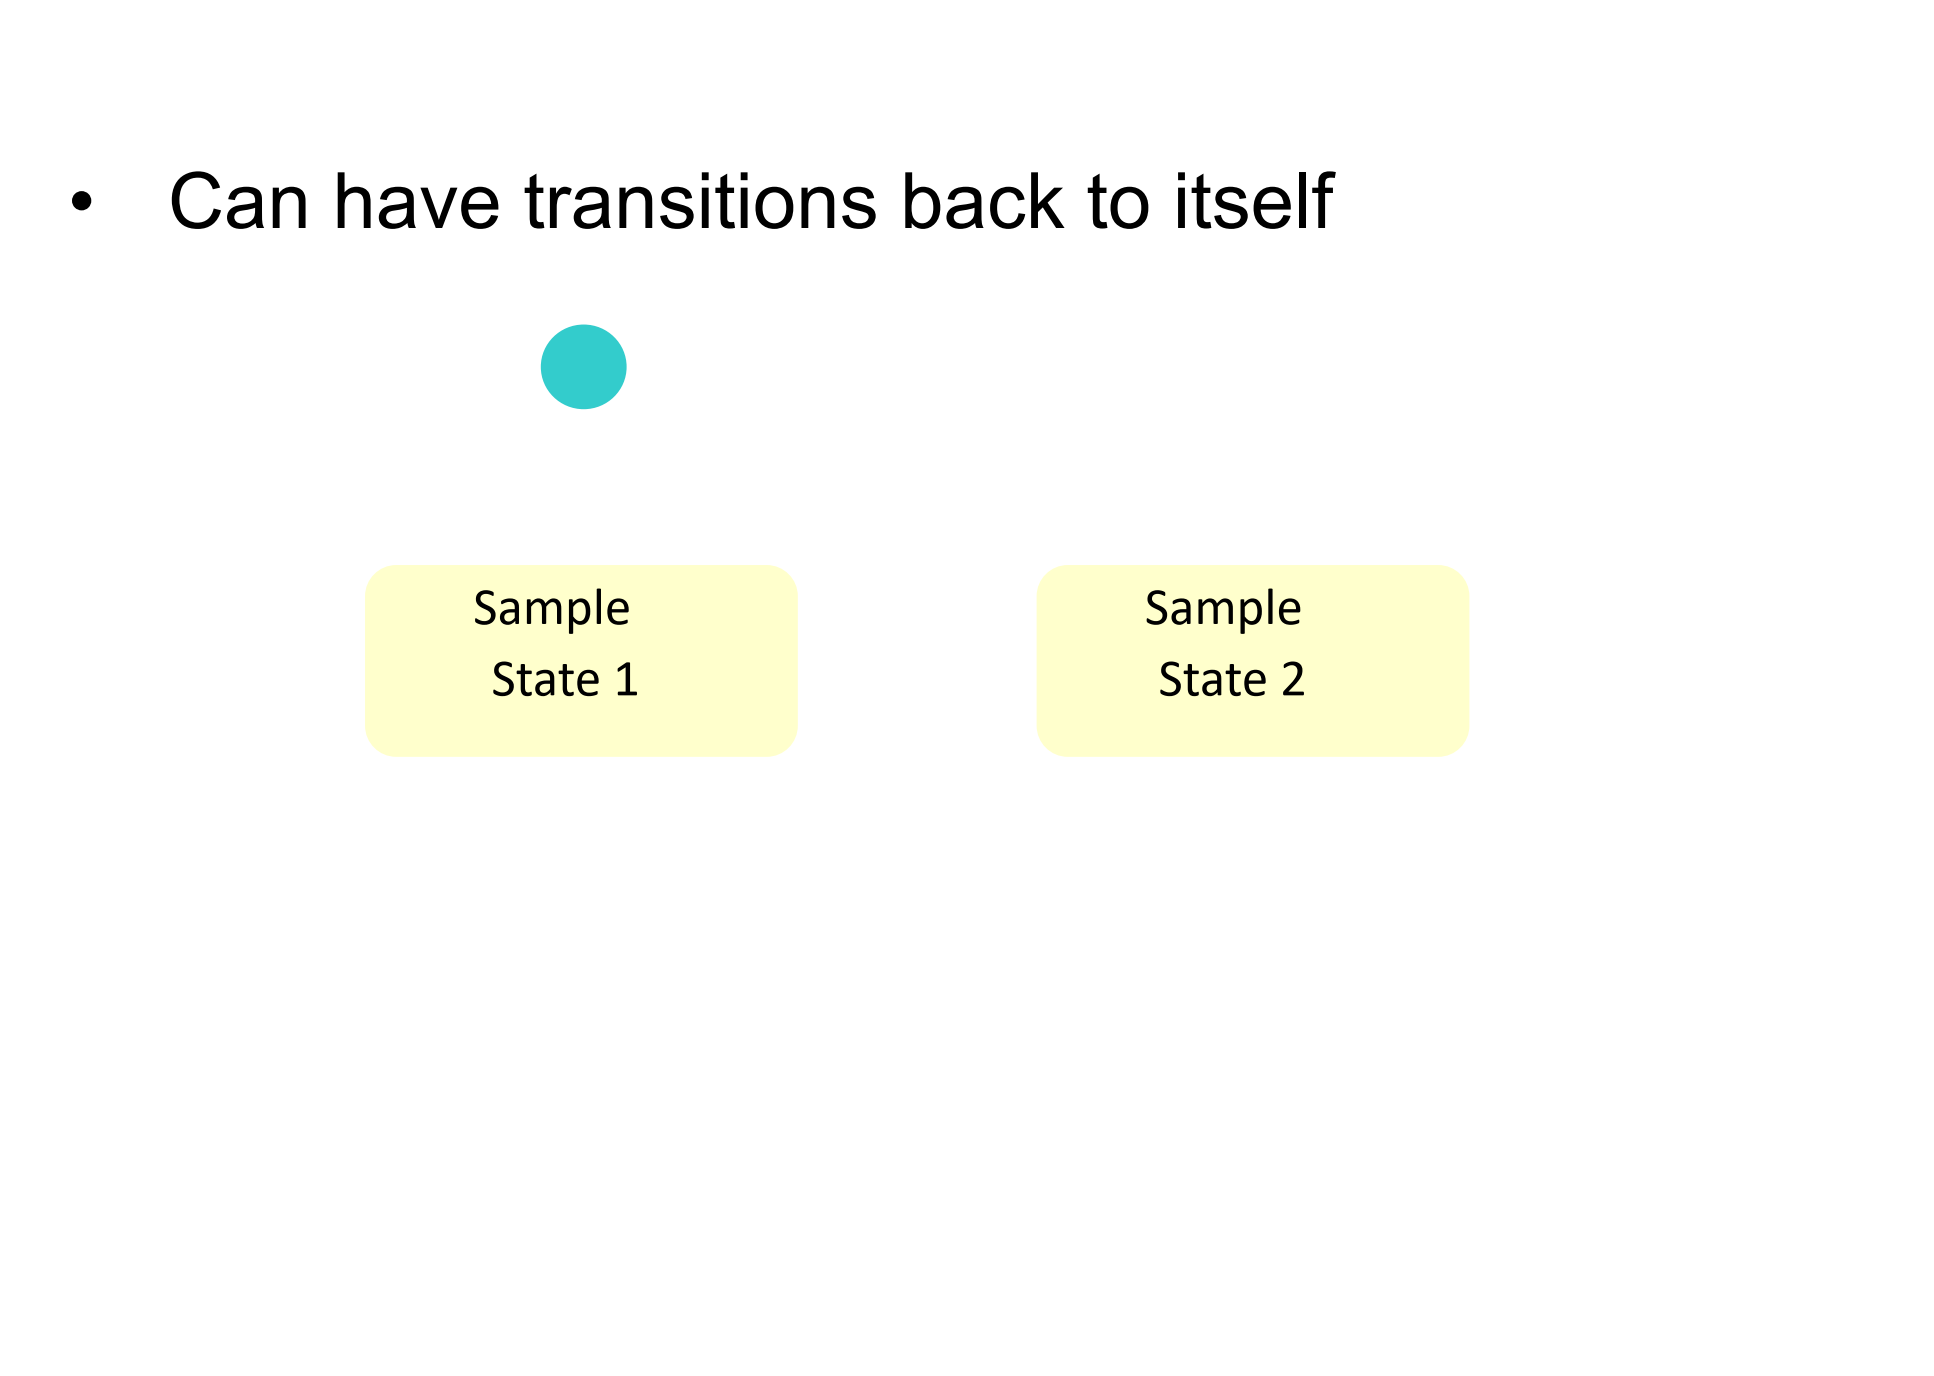 • Can have transitions back to itself
Sample
State 1
Sample
State 2